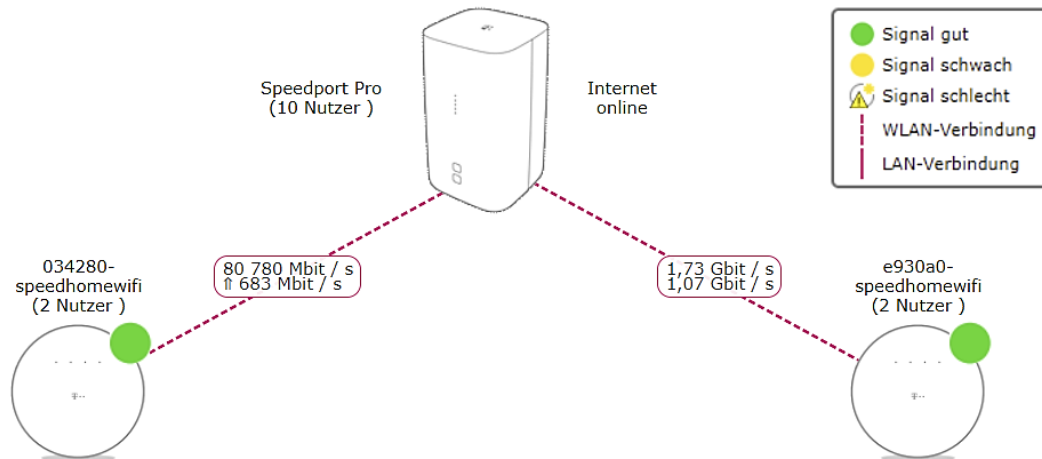 Speedport Pro
(10 Nutzer )
Internet
online
Signal gut
Signal schwach
Signal schlecht
WLAN-Verbindung
LAN-Verbindung
034280-
speedhomewifi
(2 Nutzer )
80 780 Mbit / s
⇑ 683 Mbit / s
1,73 Gbit / s
1,07 Gbit / s
e930a0-
speedhomewifi
(2 Nutzer )